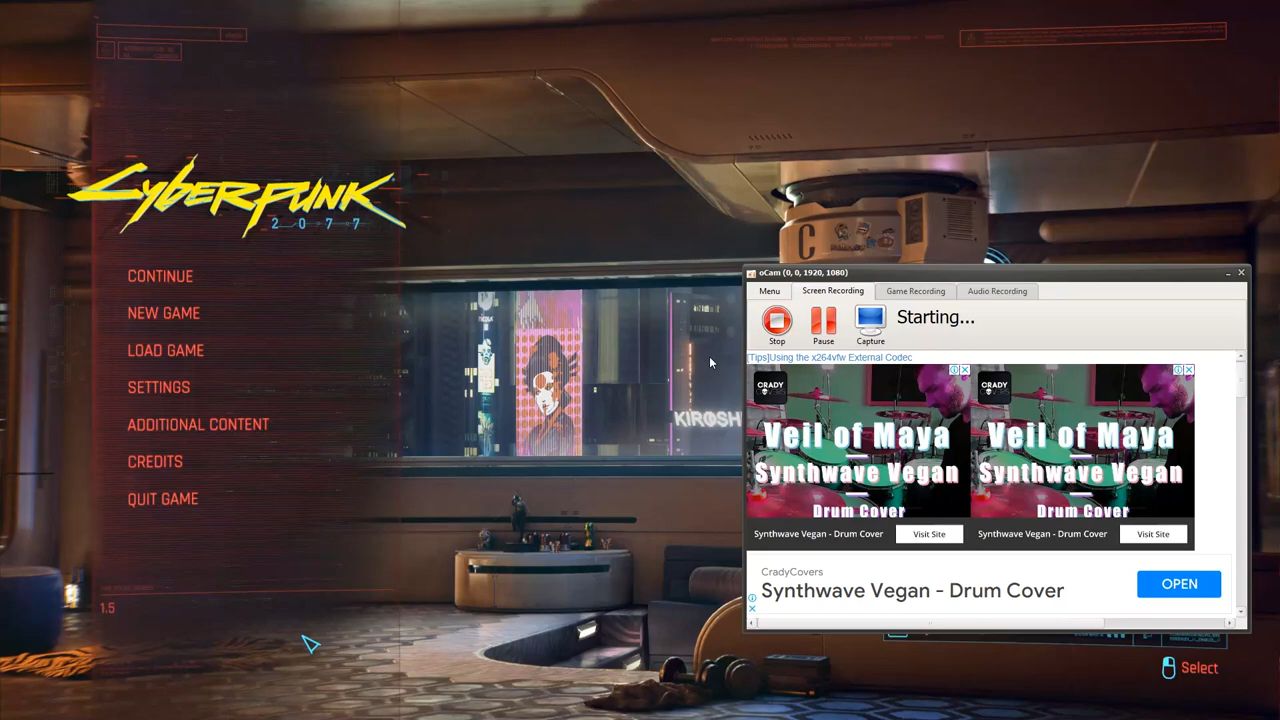 CYBERPUNK
2077
CONTINUE
NEW GAME
LOAD GAME
SETTINGS
ADDITIONAL CONTENT
CREDITS
QUIT GAME
1.5
C
KIROSHI
oCam (0, 0, 1920, 1080)
Menu
Screen Recording
Game Recording
Audio Recording
Stop
Pause
Capture
Starting...
[Tips]Using the x264vfw External Codec
CRADY
CRADY
Veil of Maya
Synthwave Vegan
Drum Cover
Veil of Maya
Synthwave Vegan
Drum Cover
Synthwave Vegan - Drum Cover
Visit Site
Synthwave Vegan - Drum Cover
Visit Site
CradyCovers
Synthwave Vegan - Drum Cover
OPEN
Select